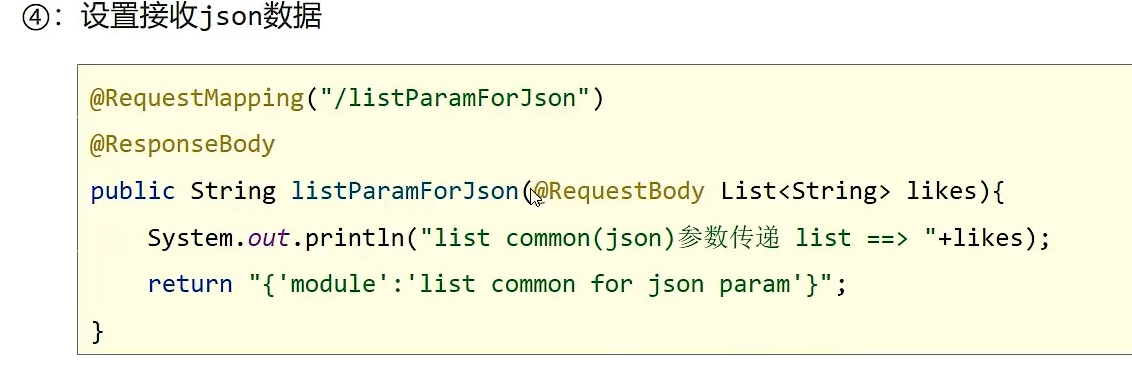 ④：设置接收json数据
@RequestMapping("/listParamForJson")
@ResponseBody
public String listParamForJson(@RequestBody List<String> likes){
    System.out.println("list common(json)参数传递 list ==> "+likes);
    return "{'module':'list common for json param'}";
}